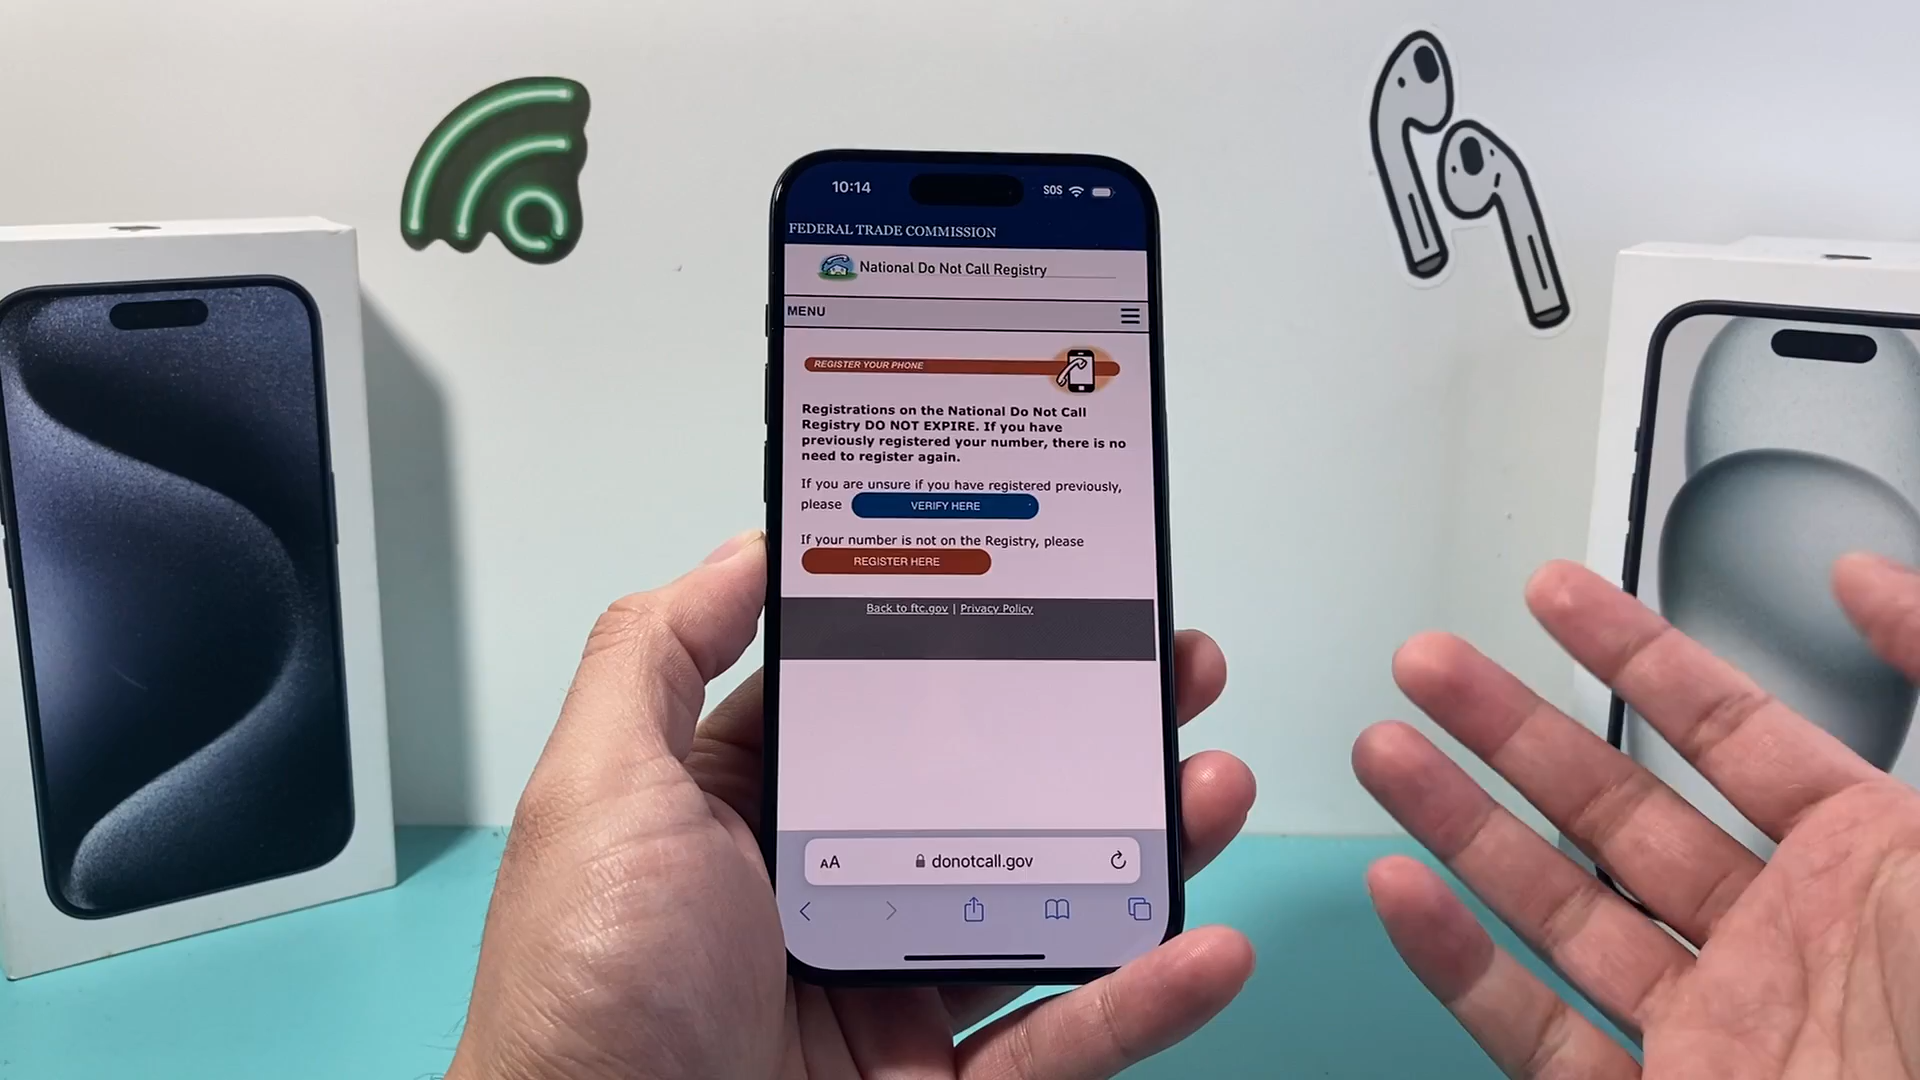 10:14
SOS
FEDERAL TRADE COMMISSION
National Do Not Call Registry
MENU
REGISTER YOUR PHONE
Registrations on the National Do Not Call
Registry DO NOT EXPIRE. If you have
previously registered your number, there is no
need to register again.
If you are unsure if you have registered previously,
please VERIFY HERE
If your number is not on the Registry, please
REGISTER HERE
Back to ftc.gov | Privacy Policy
AA donotcall.gov